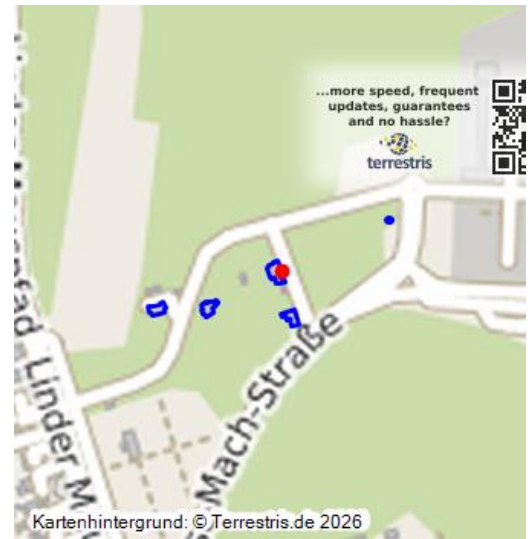 ...more speed, frequent
updates, guarantees
and no hassle?
terrestris
Linder M
-Mach-Straße
Kartenhintergrund: © Terrestris.de 2026